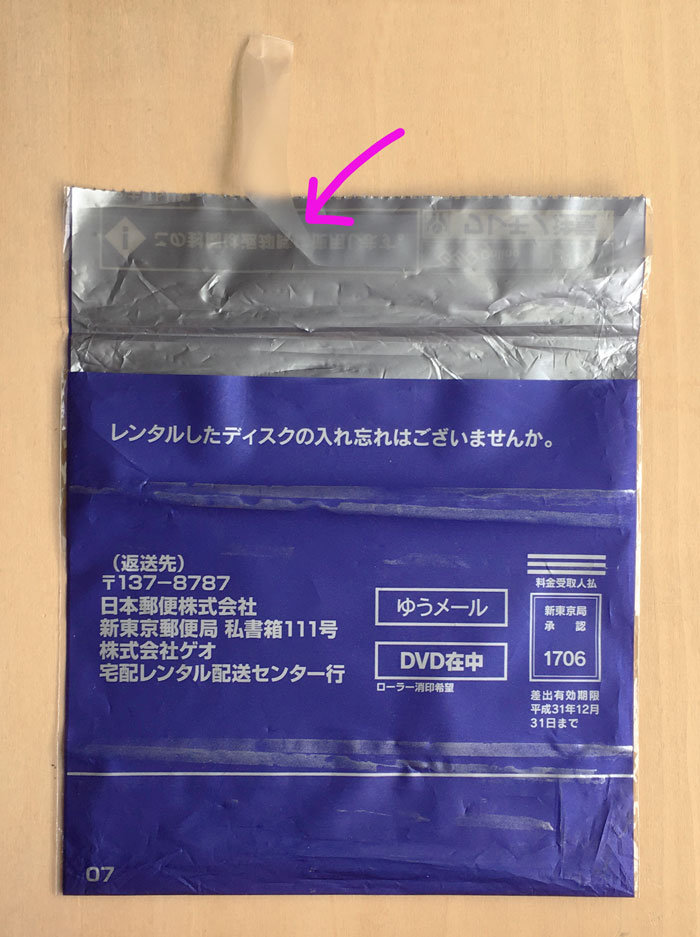 レンタルしたディスクの入れ忘れはございませんか。
（返送先）
〒137-8787
日本郵便株式会社
新東京郵便局 私書箱111号
株式会社ゲオ
宅配レンタル配送センター行
ゆうメール
DVD在中
ローラー消印希望
料金受取人払
新東京局
承 認
1706
差出有効期限
平成31年12月
31日まで
07